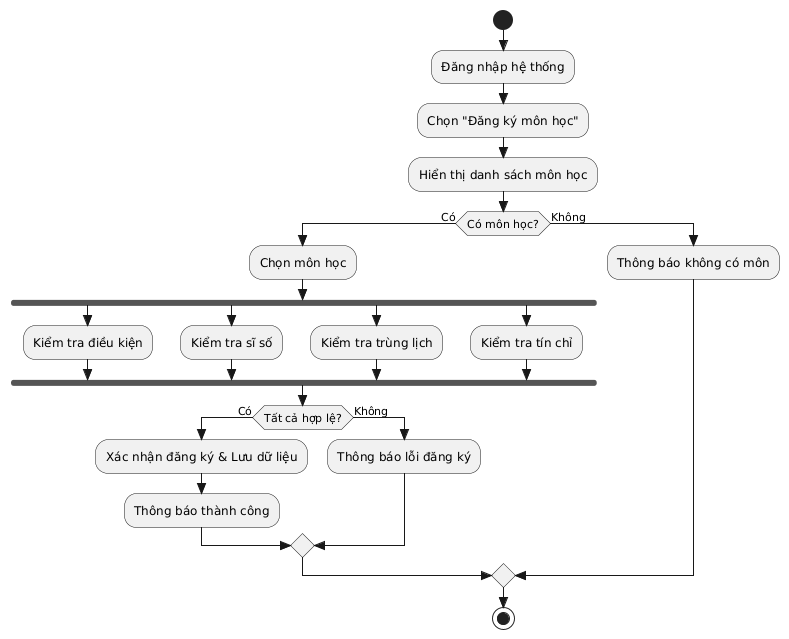 Đăng nhập hệ thống
Chọn "Đăng ký môn học"
Hiển thị danh sách môn học
Có môn học?
Có
Không
Chọn môn học
Thông báo không có môn
Kiểm tra điều kiện
Kiểm tra sĩ số
Kiểm tra trùng lịch
Kiểm tra tín chỉ
Tất cả hợp lệ?
Có
Không
Xác nhận đăng ký & Lưu dữ liệu
Thông báo lỗi đăng ký
Thông báo thành công